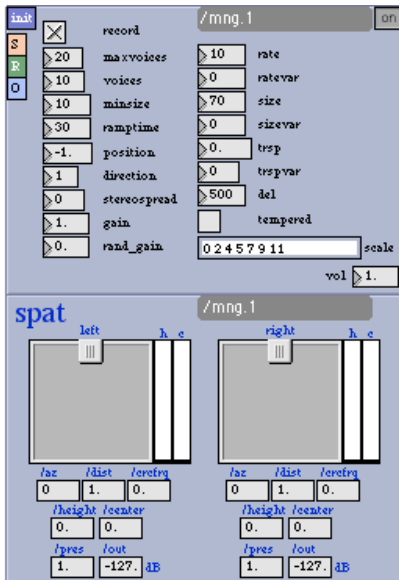 init /mng.1 on
S record
R 20 maxvoices 10 rate
O 10 voices 0 ratevar
10 minsize 70 size
30 ramptime 0 sizevar
-1. position 0. trsp
1 direction 0 trspvar
0 stereospread 500 del
1. gain tempered
0. rand_gain 0 2 4 5 7 9 11 scale
vol 1.
spat /mng.1
left h c right h c
/az /dist /crcfrq /az /dist /crcfrq
0 1. 0. 0 1. 0.
/height /center /height /center
0. 0. 0. 0.
/pres /out /pres /out
1. -127. dB 1. -127. dB